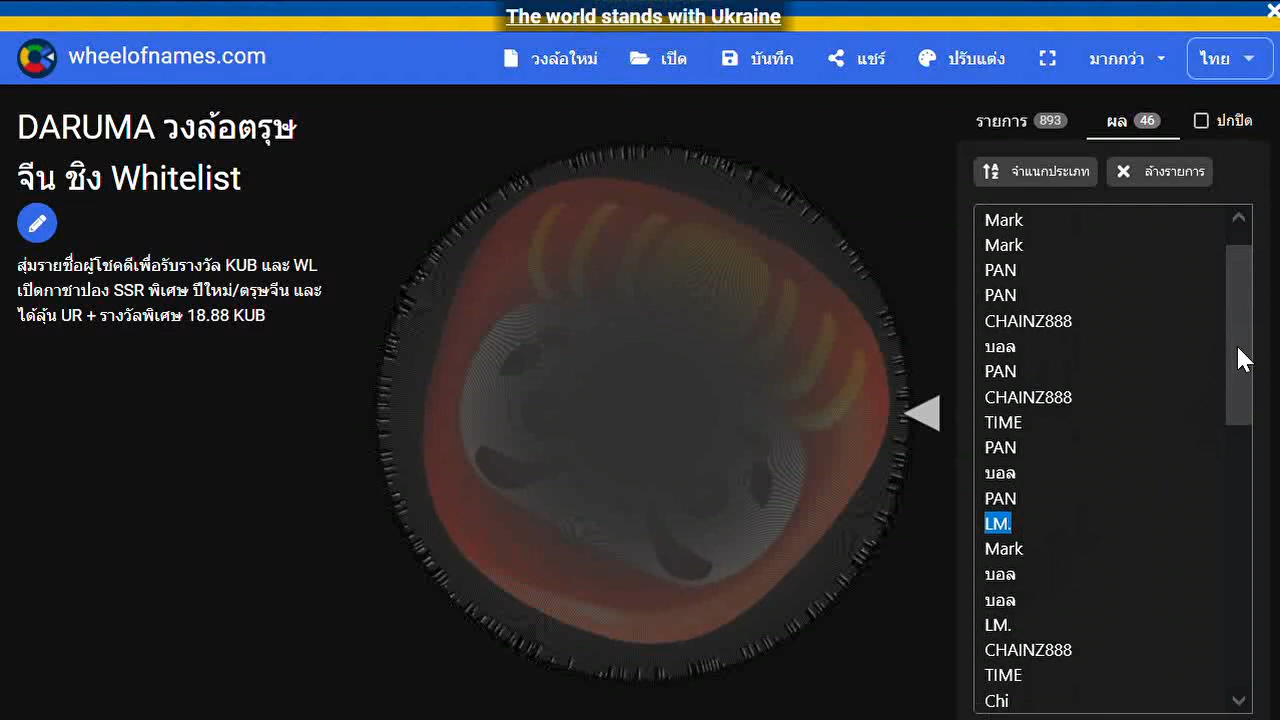 The world stands with Ukraine
wheelofnames.com
วงล้อใหม่
เปิด
บันทึก
แชร์
ปรับแต่ง
มากกว่า
ไทย
DARUMA วงล้อตรุษ
จีน ชิง Whitelist
สุ่มรายชื่อผู้โชคดีเพื่อรับรางวัล KUB และ WL
เปิดกาชาปอง SSR พิเศษ ปีใหม่/ตรุษจีน และ
ได้ลุ้น UR + รางวัลพิเศษ 18.88 KUB
รายการ 893
ผล 46
ปกปิด
จำแนกประเภท
ล้างรายการ
Mark
Mark
PAN
PAN
CHAINZ888
บอล
PAN
CHAINZ888
TIME
PAN
บอล
PAN
LM.
Mark
บอล
บอล
LM.
CHAINZ888
TIME
Chi